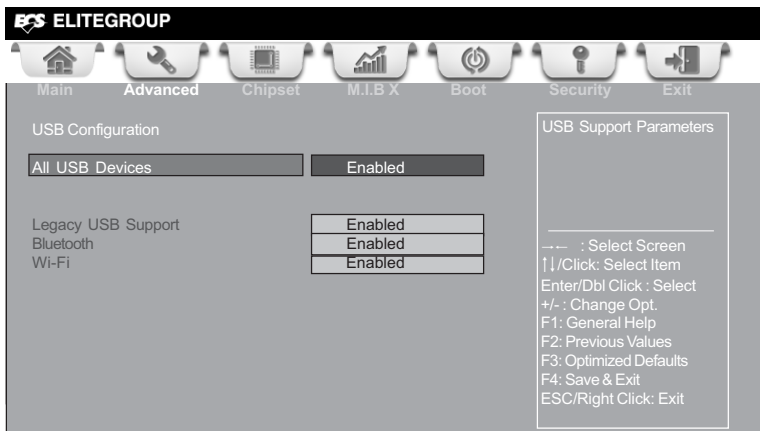 ECS ELITEGROUP
Main Advanced Chipset M.I.B X Boot Security Exit
USB Configuration
All USB Devices Enabled
Legacy USB Support Enabled
Bluetooth Enabled
Wi-Fi Enabled
USB Support Parameters
→← : Select Screen
↑↓/Click: Select Item
Enter/Dbl Click : Select
+/- : Change Opt.
F1: General Help
F2: Previous Values
F3: Optimized Defaults
F4: Save & Exit
ESC/Right Click: Exit